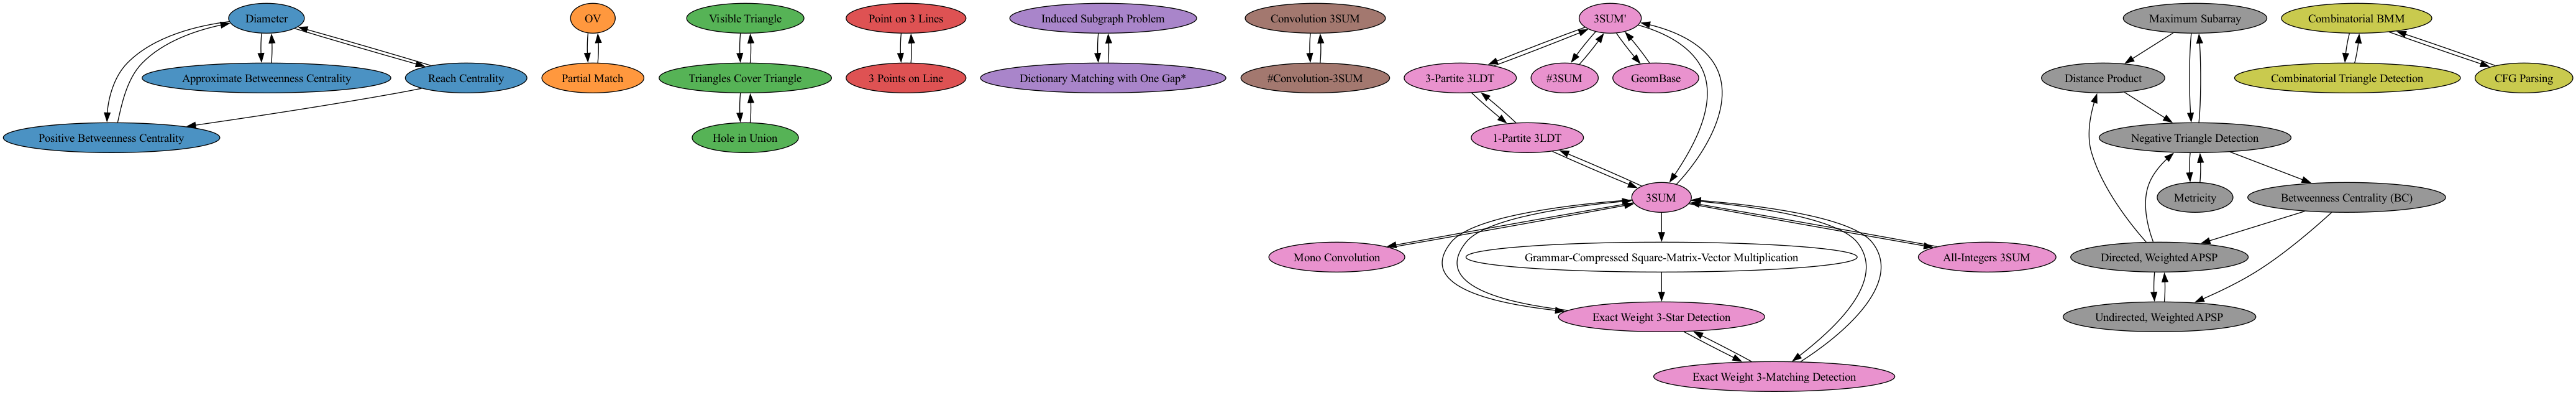 Diameter
OV
Visible Triangle
Point on 3 Lines
Induced Subgraph Problem
Convolution 3SUM
3SUM'
Maximum Subarray
Combinatorial BMM
Approximate Betweenness Centrality
Reach Centrality
Partial Match
Triangles Cover Triangle
3 Points on Line
Dictionary Matching with One Gap*
#Convolution-3SUM
3-Partite 3LDT
#3SUM
GeomBase
Distance Product
Combinatorial Triangle Detection
CFG Parsing
Positive Betweenness Centrality
Hole in Union
1-Partite 3LDT
Negative Triangle Detection
3SUM
Metricity
Betweenness Centrality (BC)
Mono Convolution
Grammar-Compressed Square-Matrix-Vector Multiplication
All-Integers 3SUM
Directed, Weighted APSP
Exact Weight 3-Star Detection
Undirected, Weighted APSP
Exact Weight 3-Matching Detection